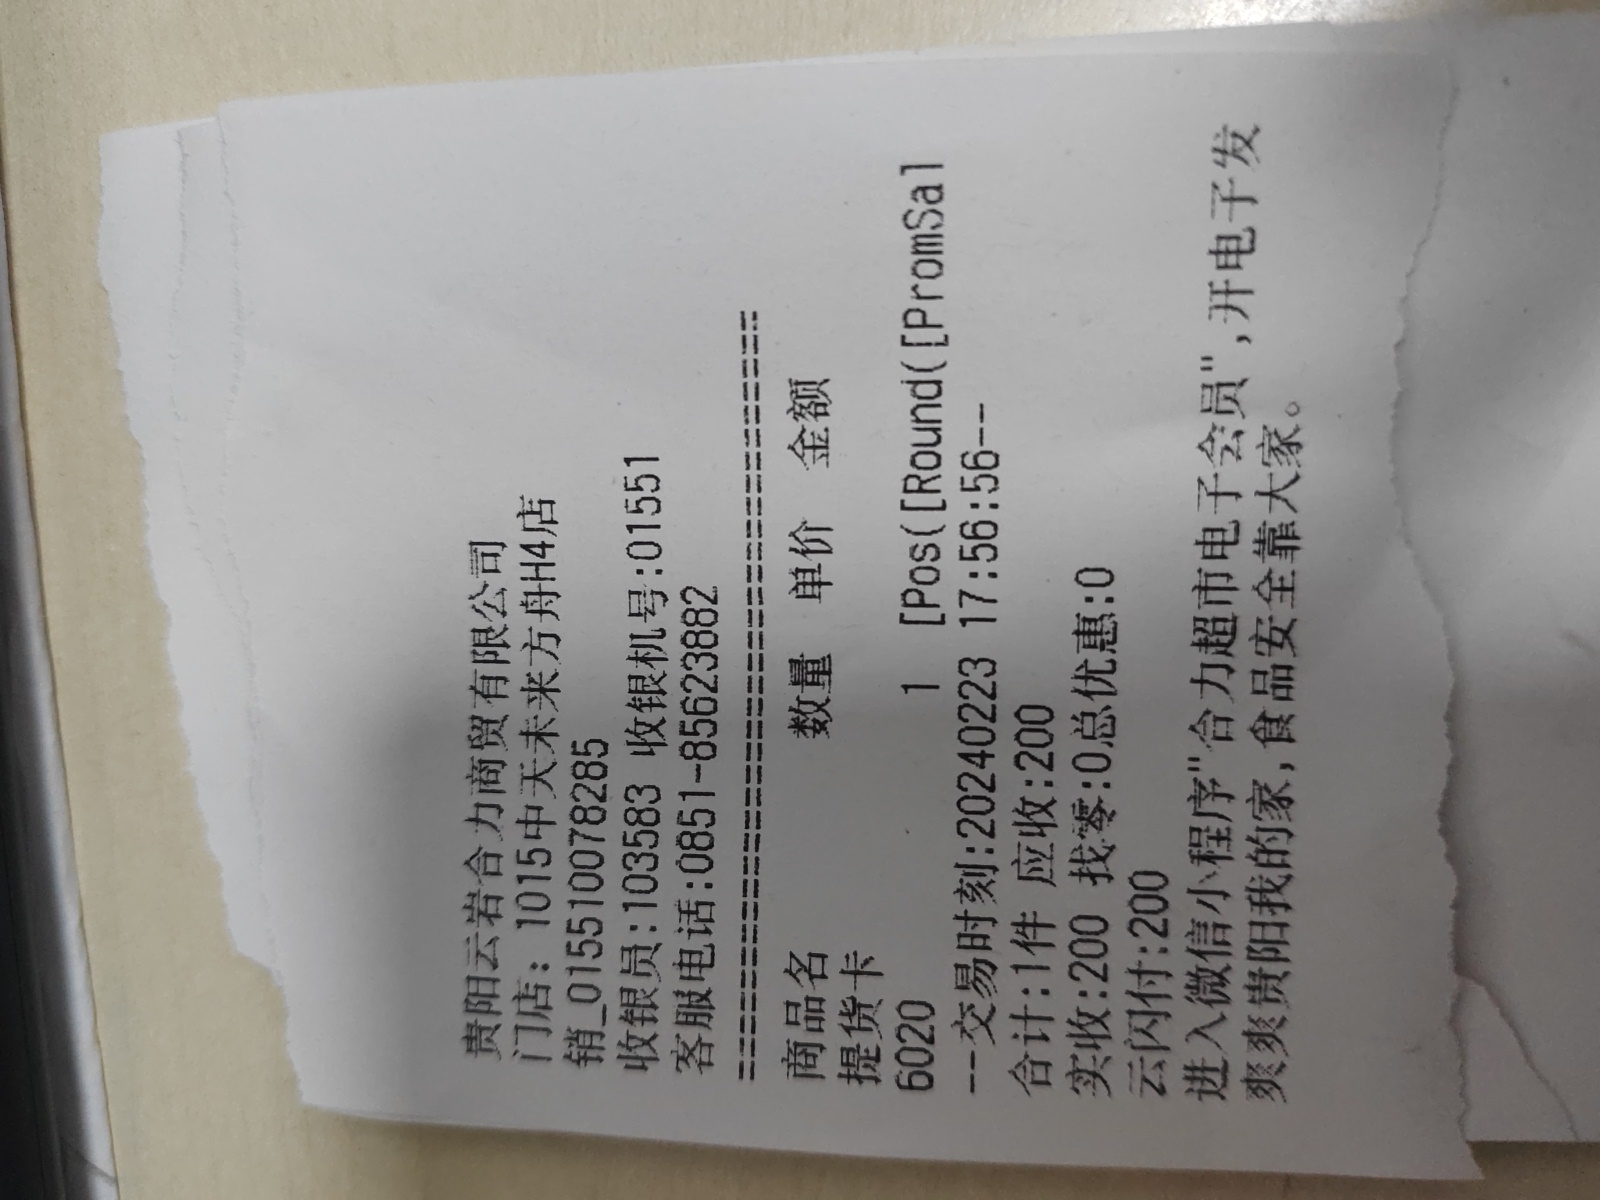 贵阳云岩合力商贸有限公司
门店: 1015中天未来方舟H4店
销_015510078285
收银员:103583 收银机号:01551
客服电话:0851-85623882
========================================
商品名 数量 单价 金额
提货卡
6020 1 [Pos([Round([PromSal
--交易时刻:20240223 17:56:56--
合计:1件 应收:200
实收:200 找零:0总优惠:0
云闪付:200
进入微信小程序"合力超市电子会员",开电子发
爽爽贵阳我的家,食品安全靠大家。